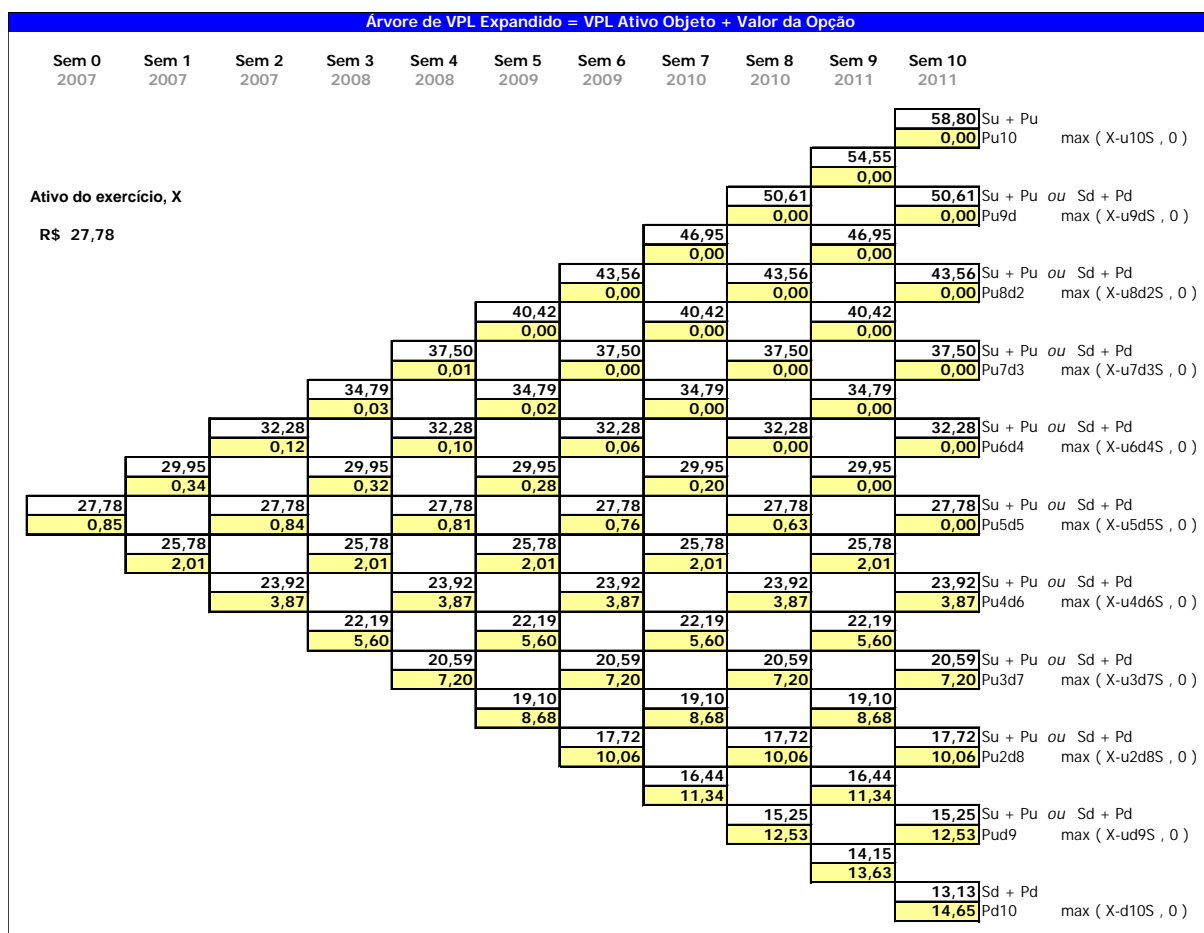 Árvore de VPL Expandido = VPL Ativo Objeto + Valor da Opção
Sem 0 Sem 1 Sem 2 Sem 3 Sem 4 Sem 5 Sem 6 Sem 7 Sem 8 Sem 9 Sem 10
2007 2007 2007 2008 2008 2009 2009 2010 2010 2011 2011
58,80 Su + Pu
0,00 Pu10 max ( X-u10S , 0 )
54,55
0,00
Ativo do exercício, X 50,61 50,61 Su + Pu ou Sd + Pd
0,00 0,00 Pu9d max ( X-u9dS , 0 )
R$ 27,78 46,95 46,95
0,00 0,00
43,56 43,56 43,56 Su + Pu ou Sd + Pd
0,00 0,00 0,00 Pu8d2 max ( X-u8d2S , 0 )
40,42 40,42 40,42
0,00 0,00 0,00
37,50 37,50 37,50 37,50 Su + Pu ou Sd + Pd
0,01 0,00 0,00 0,00 Pu7d3 max ( X-u7d3S , 0 )
34,79 34,79 34,79 34,79
0,03 0,02 0,00 0,00
32,28 32,28 32,28 32,28 32,28 Su + Pu ou Sd + Pd
0,12 0,10 0,06 0,00 0,00 Pu6d4 max ( X-u6d4S , 0 )
29,95 29,95 29,95 29,95 29,95
0,34 0,32 0,28 0,20 0,00
27,78 27,78 27,78 27,78 27,78 27,78 Su + Pu ou Sd + Pd
0,85 0,84 0,81 0,76 0,63 0,00 Pu5d5 max ( X-u5d5S , 0 )
25,78 25,78 25,78 25,78 25,78
2,01 2,01 2,01 2,01 2,01
23,92 23,92 23,92 23,92 23,92 Su + Pu ou Sd + Pd
3,87 3,87 3,87 3,87 3,87 Pu4d6 max ( X-u4d6S , 0 )
22,19 22,19 22,19 22,19
5,60 5,60 5,60 5,60
20,59 20,59 20,59 20,59 Su + Pu ou Sd + Pd
7,20 7,20 7,20 7,20 Pu3d7 max ( X-u3d7S , 0 )
19,10 19,10 19,10
8,68 8,68 8,68
17,72 17,72 17,72 Su + Pu ou Sd + Pd
10,06 10,06 10,06 Pu2d8 max ( X-u2d8S , 0 )
16,44 16,44
11,34 11,34
15,25 15,25 Su + Pu ou Sd + Pd
12,53 12,53 Pud9 max ( X-ud9S , 0 )
14,15
13,63
13,13 Sd + Pd
14,65 Pd10 max ( X-d10S , 0 )